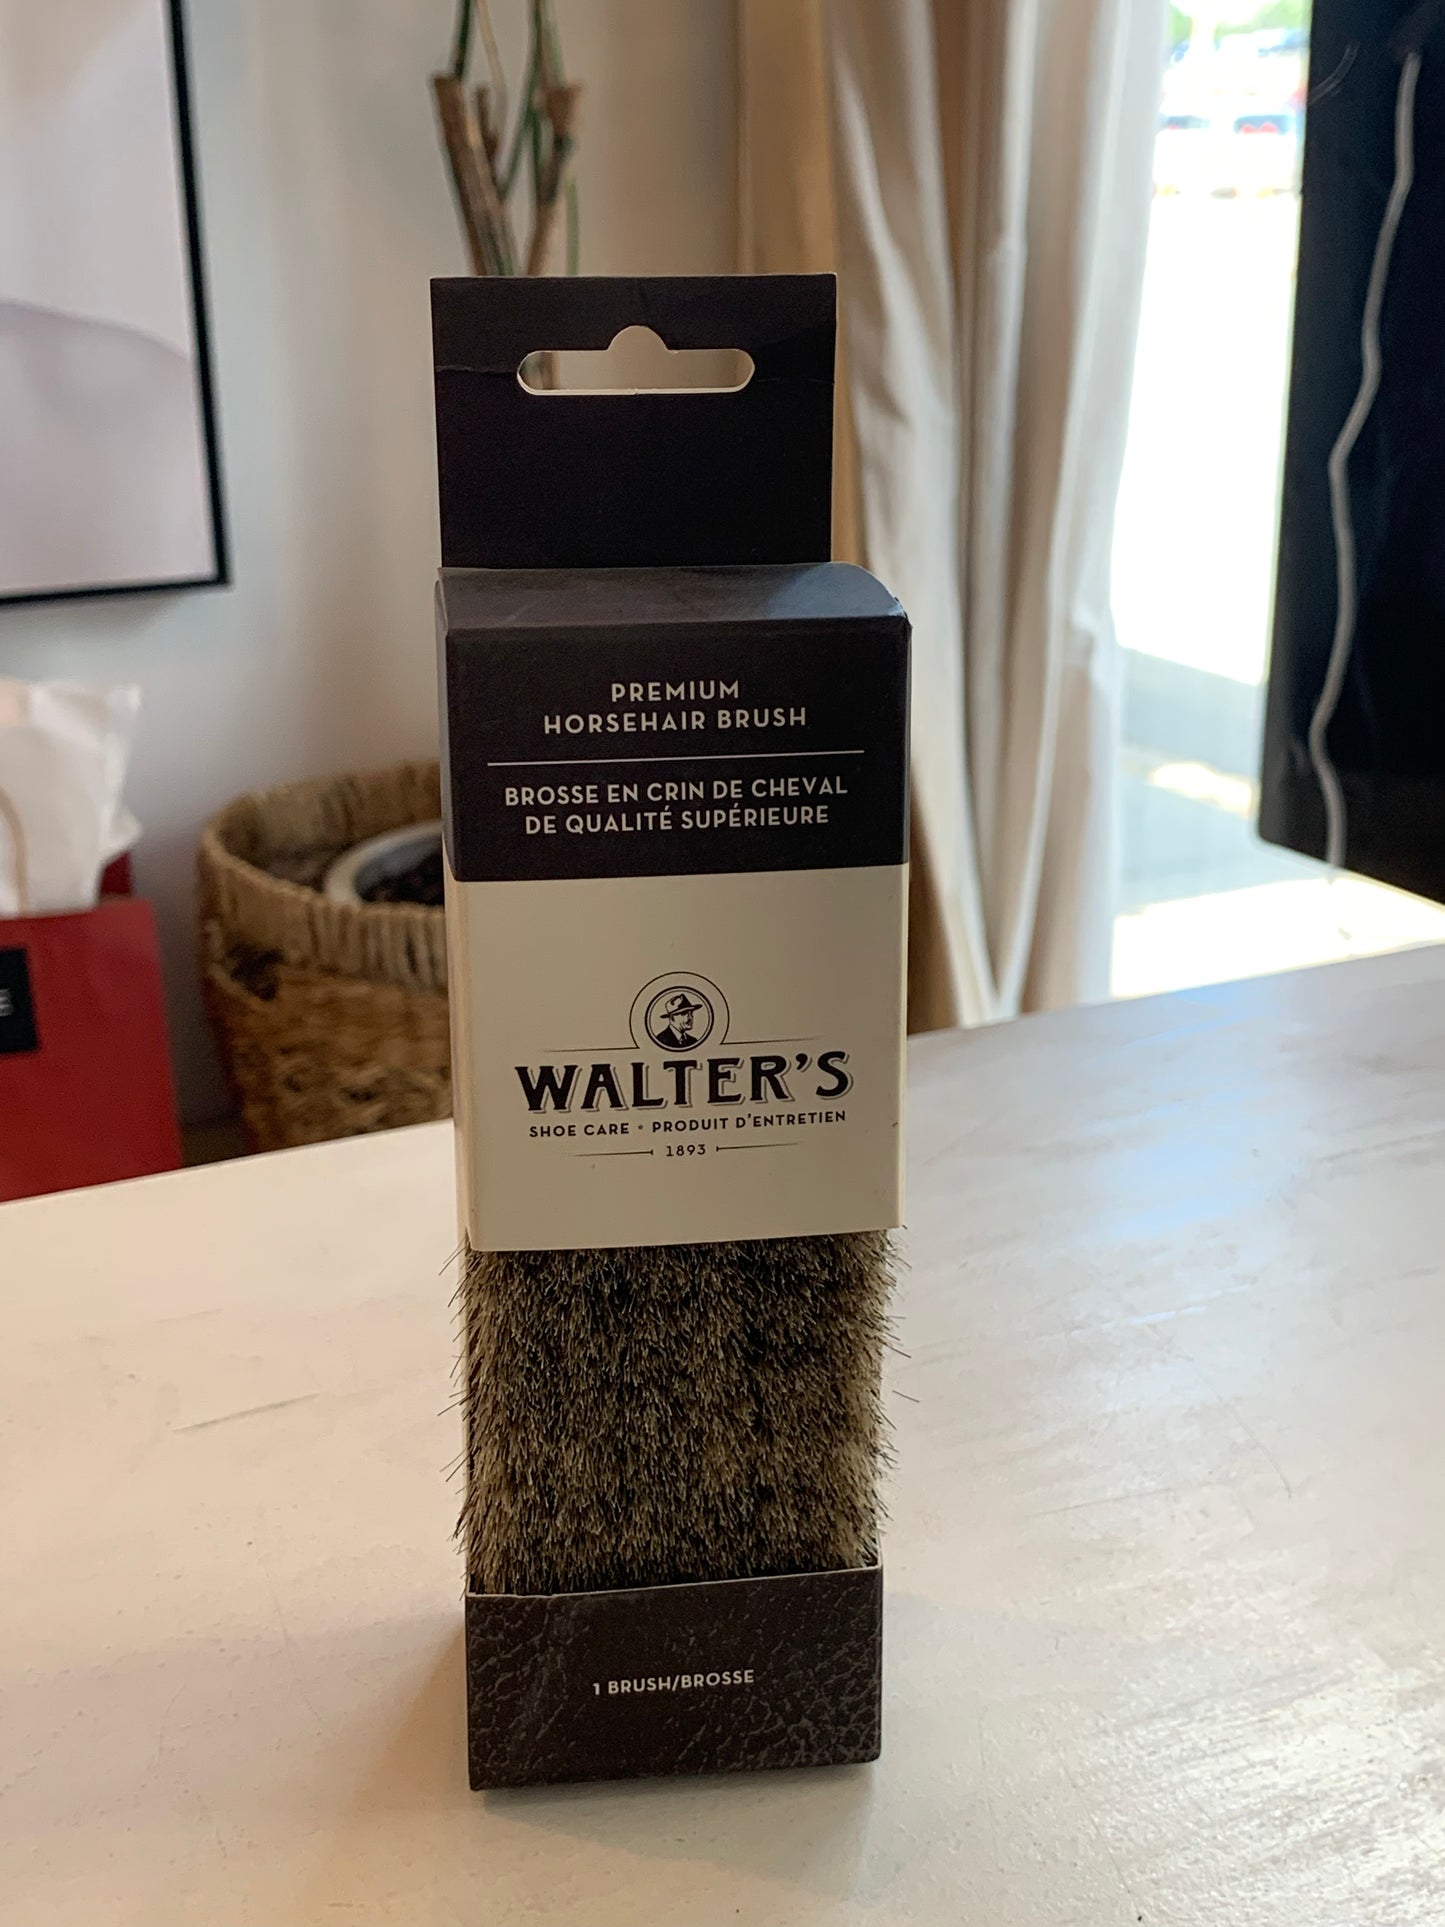 PREMIUM
HORSEHAIR BRUSH
BROSSE EN CRIN DE CHEVAL
DE QUALITÉ SUPÉRIEURE
WALTER'S
SHOE CARE • PRODUIT D'ENTRETIEN
1893
1 BRUSH/BROSSE